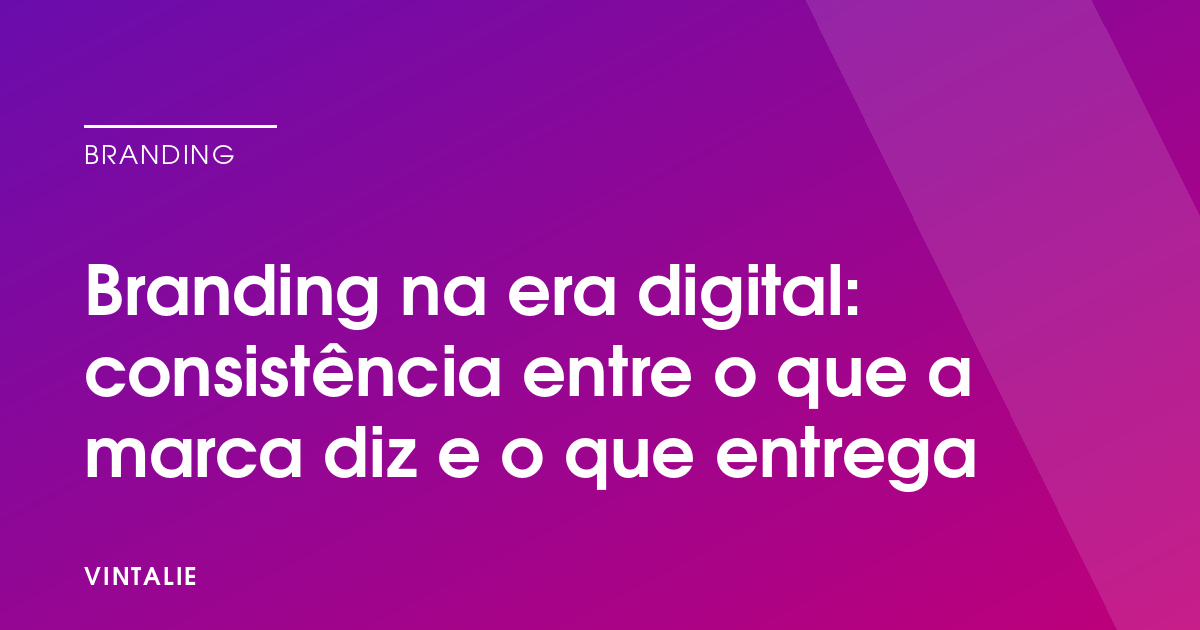 BRANDING
Branding na era digital:
consistência entre o que a
marca diz e o que entrega
VINTALIE